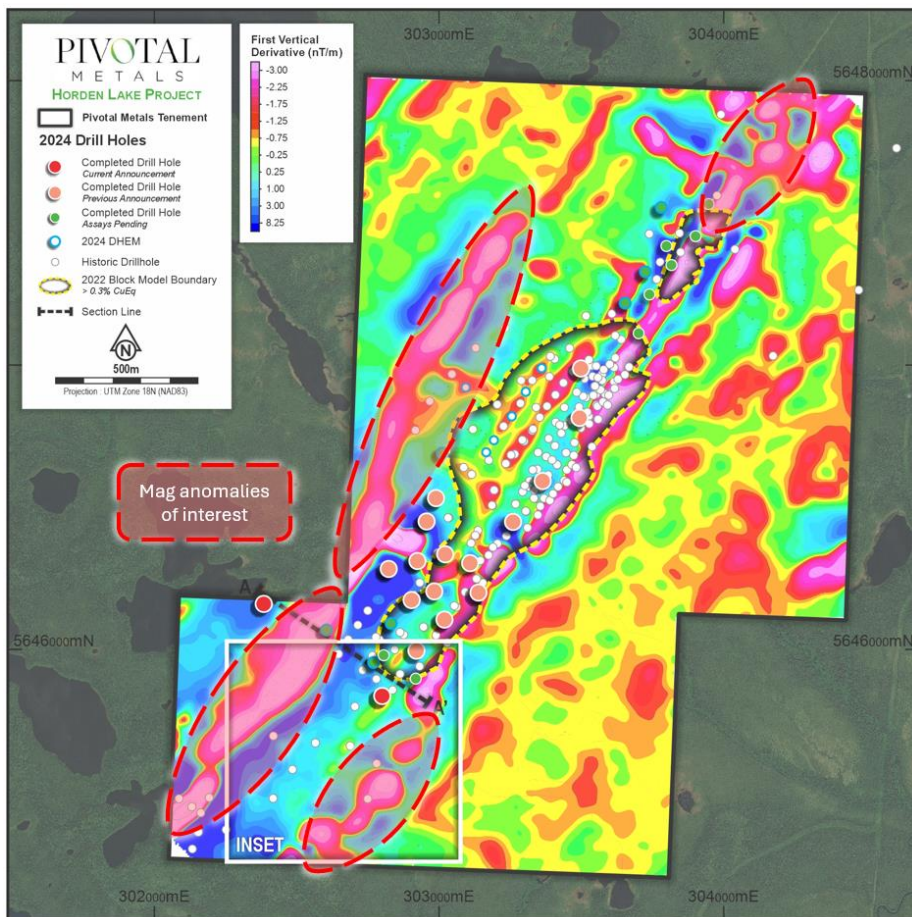 303000mE
304000mE
PIVOTAL
METALS
HORDEN LAKE PROJECT
Pivotal Metals Tenement
2024 Drill Holes
Completed Drill Hole
Current Announcement
Completed Drill Hole
Previous Announcement
Completed Drill Hole
Assays Pending
2024 DHEM
Historic Drillhole
2022 Block Model Boundary
> 0.3% CuEq
Section Line
N
500m
Projection : UTM Zone 18N (NAD83)
First Vertical
Derivative (nT/m)
-3.00
-2.25
-1.75
-1.25
-0.75
-0.25
0.25
1.00
3.00
8.25
5648000mN
Mag anomalies
of interest
A
5646000mN
5646000mN
A'
INSET
302000mE
303000mE
304000mE